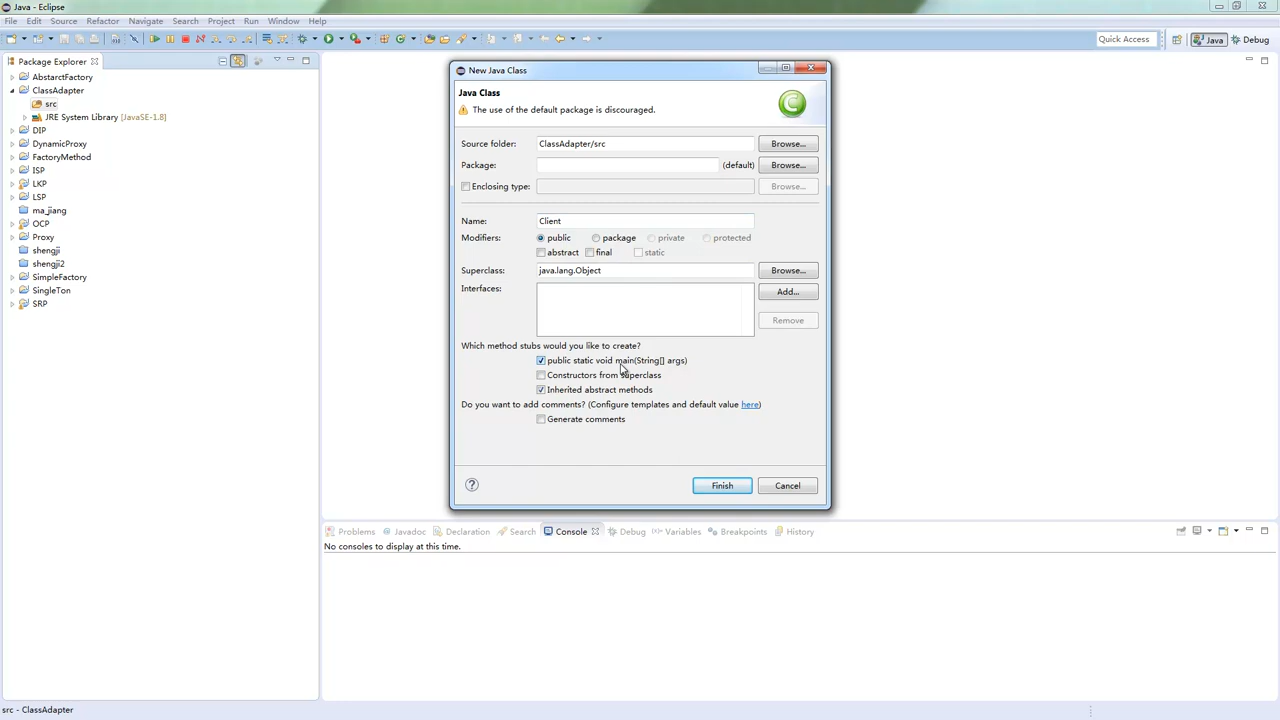 Java - Eclipse
File Edit Source Refactor Navigate Search Project Run Window Help
Quick Access Java Debug
Package Explorer
AbstarctFactory
ClassAdapter
src
JRE System Library [JavaSE-1.8]
DIP
DynamicProxy
FactoryMethod
ISP
LKP
LSP
ma_jiang
OCP
Proxy
shengji
shengji2
SimpleFactory
SingleTon
SRP
New Java Class
Java Class
The use of the default package is discouraged.
Source folder: ClassAdapter/src Browse...
Package: (default) Browse...
Enclosing type: Browse...
Name: Client
Modifiers: public package private protected
abstract final static
Superclass: java.lang.Object Browse...
Interfaces: Add...
Remove
Which method stubs would you like to create?
public static void main(String[] args)
Constructors from superclass
Inherited abstract methods
Do you want to add comments? (Configure templates and default value here)
Generate comments
Finish Cancel
Problems Javadoc Declaration Search Console Debug Variables Breakpoints History
No consoles to display at this time.
src - ClassAdapter